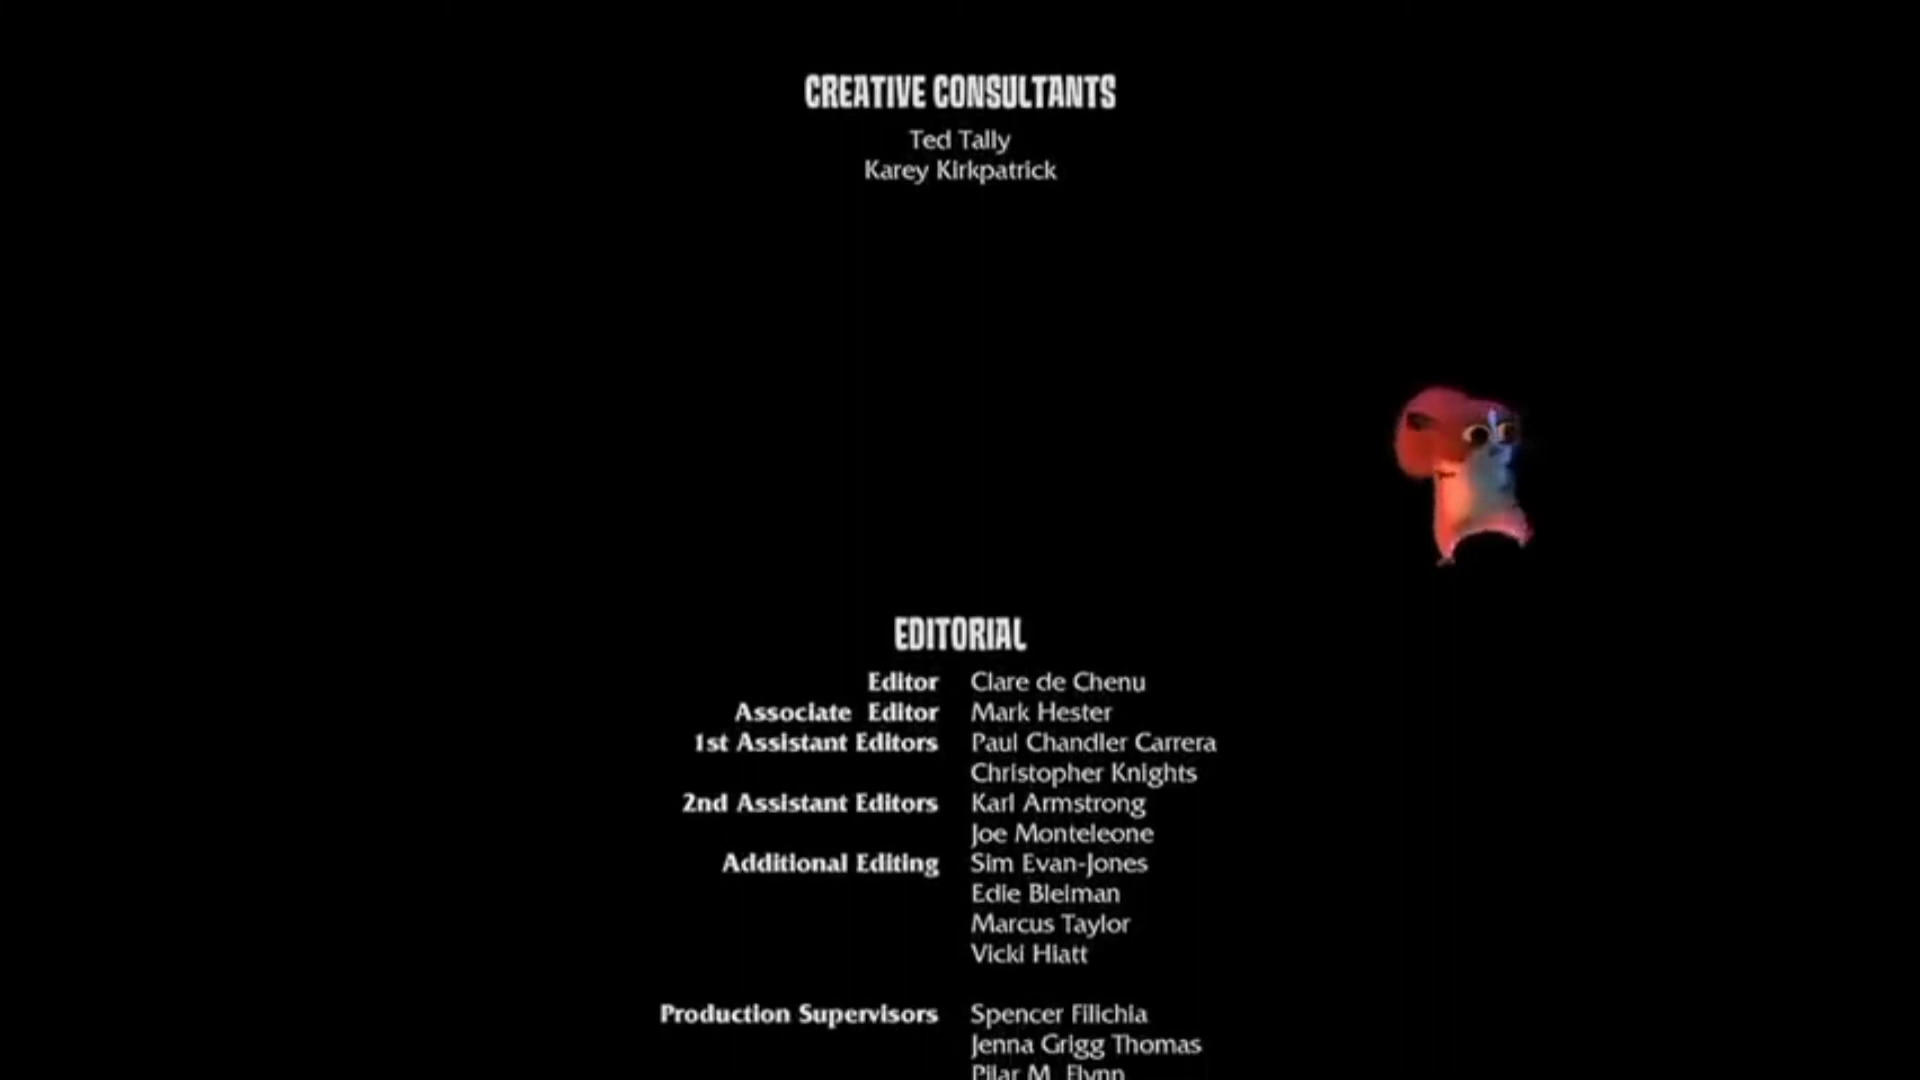 CREATIVE CONSULTANTS
Ted Tally
Karey Kirkpatrick
EDITORIAL
Editor Clare de Chenu
Associate Editor Mark Hester
1st Assistant Editors Paul Chandler Carrera
Christopher Knights
2nd Assistant Editors Karl Armstrong
Joe Monteleone
Additional Editing Sim Evan-Jones
Edie Bleiman
Marcus Taylor
Vicki Hiatt
Production Supervisors Spencer Filichia
Jenna Grigg Thomas
Pilar M. Flynn